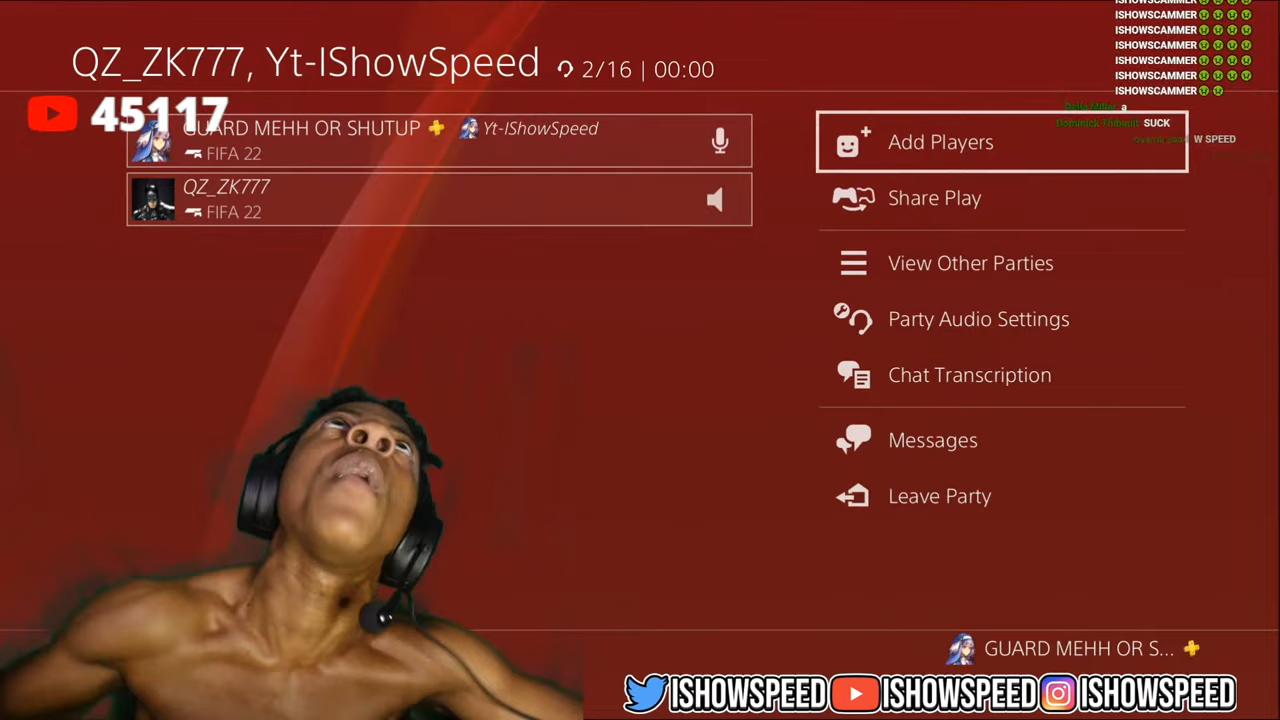 ISHOWSCAMMER
ISHOWSCAMMER
ISHOWSCAMMER
ISHOWSCAMMER
ISHOWSCAMMER
ISHOWSCAMMER
ISHOWSCAMMER
a
Dominick Thibault SUCK
W SPEED
QZ_ZK777, Yt-IShowSpeed 2/16 | 00:00
45117
GUARD MEHH OR SHUTUP Yt-IShowSpeed
FIFA 22
QZ_ZK777
FIFA 22
Add Players
Share Play
View Other Parties
Party Audio Settings
Chat Transcription
Messages
Leave Party
GUARD MEHH OR S...
ISHOWSPEED ISHOWSPEED ISHOWSPEED